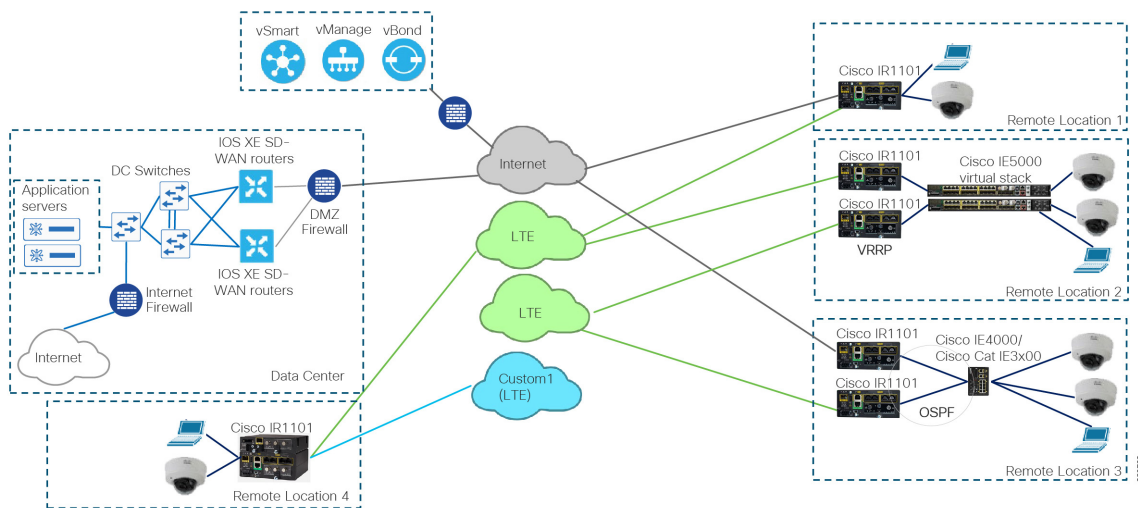 vSmart
vManage
vBond
Cisco IR1101
Remote Location 1
Internet
IOS XE SD-
WAN routers
DC Switches
Application
servers
DMZ
Firewall
IOS XE SD-
WAN routers
Internet
Firewall
Internet
Data Center
LTE
LTE
Custom1
(LTE)
Cisco IR1101
Cisco IE5000
virtual stack
Cisco IR1101
VRRP
Remote Location 2
Cisco IR1101
Cisco IE4000/
Cisco Cat IE3x00
Cisco IR1101
OSPF
Remote Location 3
Cisco IR1101
Remote Location 4